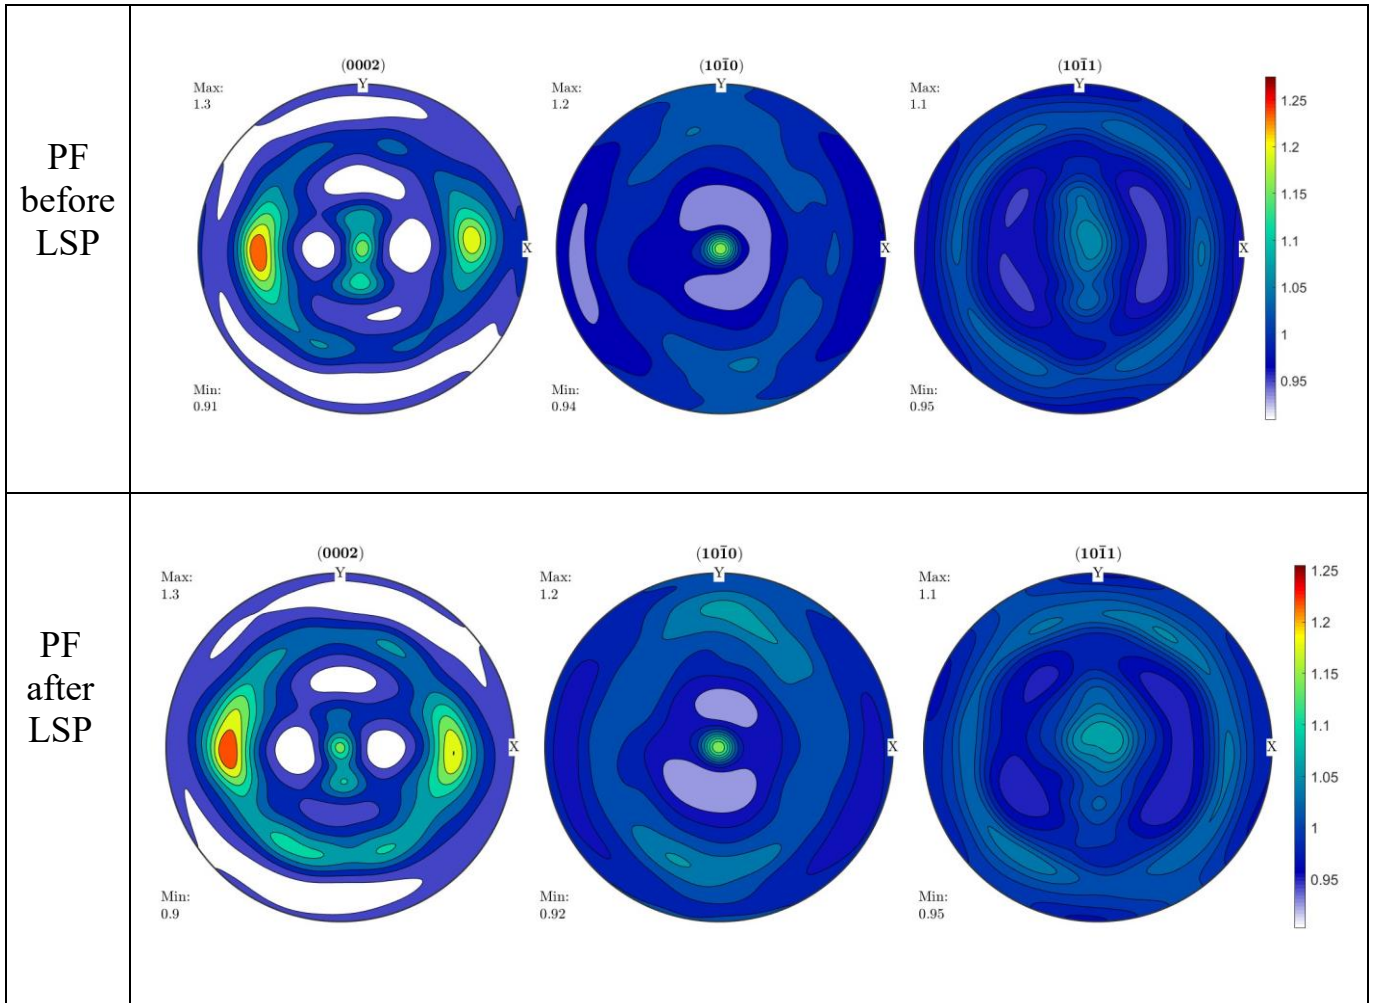 PF
before
LSP
(0002)
Y
X
Max:
1.3
Min:
0.91
(101̄0)
Y
X
Max:
1.2
Min:
0.94
(101̄1)
Y
X
Max:
1.1
Min:
0.95
1.25
1.2
1.15
1.1
1.05
1
0.95
PF
after
LSP
(0002)
Y
X
Max:
1.3
Min:
0.9
(101̄0)
Y
X
Max:
1.2
Min:
0.92
(101̄1)
Y
X
Max:
1.1
Min:
0.95
1.25
1.2
1.15
1.1
1.05
1
0.95